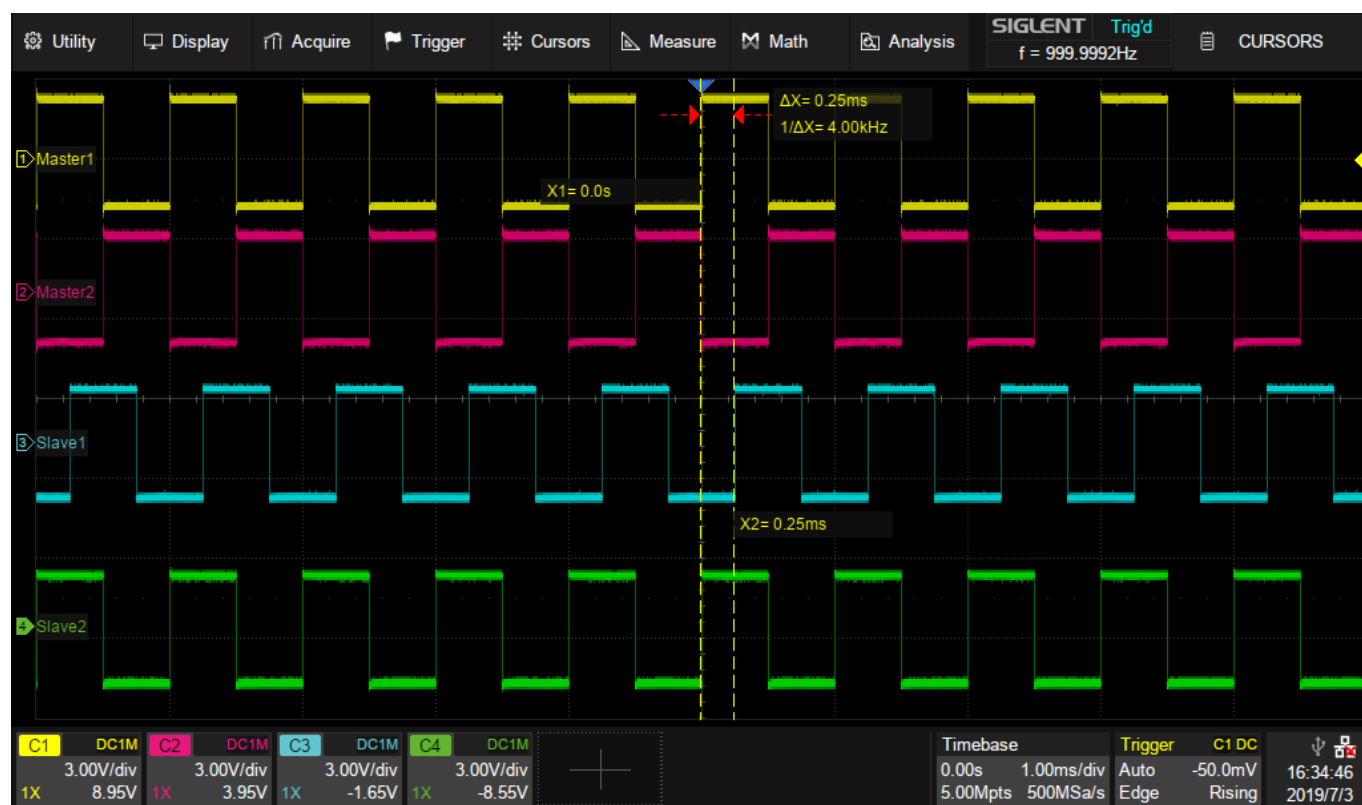 Utility Display Acquire Trigger Cursors Measure Math Analysis SIGLENT Trig'd CURSORS
f = 999.9992Hz
ΔX= 0.25ms
1/ΔX= 4.00kHz
1 Master1
X1= 0.0s
2 Master2
3 Slave1
X2= 0.25ms
4 Slave2
C1 DC1M C2 DC1M C3 DC1M C4 DC1M Timebase Trigger C1 DC
3.00V/div 3.00V/div 3.00V/div 3.00V/div 0.00s 1.00ms/div Auto -50.0mV 16:34:46
1X 8.95V 1X 3.95V 1X -1.65V 1X -8.55V 5.00Mpts 500MSa/s Edge Rising 2019/7/3